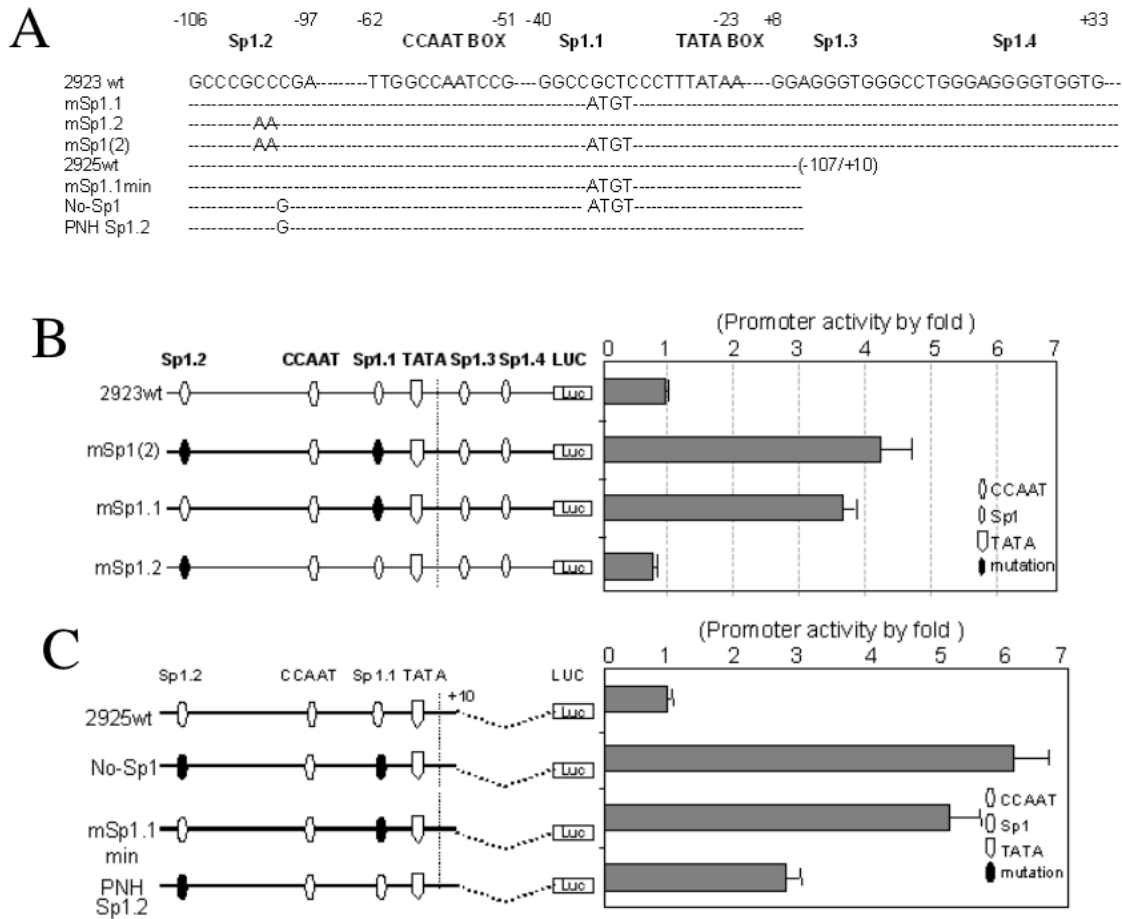 A
-106 -97 -62 -51 -40 -23 +8 +33
Sp1.2 CCAAT BOX Sp1.1 TATA BOX Sp1.3 Sp1.4
2923 wt GCCCGCCCGA--------TTGGCCAATCCG---GGCCGCTCCCTTTATAA---GGAGGGTGGGCCTGGGAGGGGTGGTG--
mSp1.1 ATGT
mSp1.2 AA
mSp1(2) AA ATGT
2925wt (-107/+10)
mSp1.1min ATGT
No-Sp1 G ATGT
PNH Sp1.2 G
B
(Promoter activity by fold )
Sp1.2 CCAAT Sp1.1 TATA Sp1.3 Sp1.4 LUC
0 1 2 3 4 5 6 7
2923wt Luc
mSp1(2) Luc
mSp1.1 Luc
mSp1.2 Luc
CCAAT
Sp1
TATA
mutation
C
(Promoter activity by fold )
Sp1.2 CCAAT Sp1.1 TATA LUC
0 1 2 3 4 5 6 7
+10
2925wt Luc
No-Sp1 Luc
mSp1.1 min Luc
PNH Sp1.2 Luc
CCAAT
Sp1
TATA
mutation